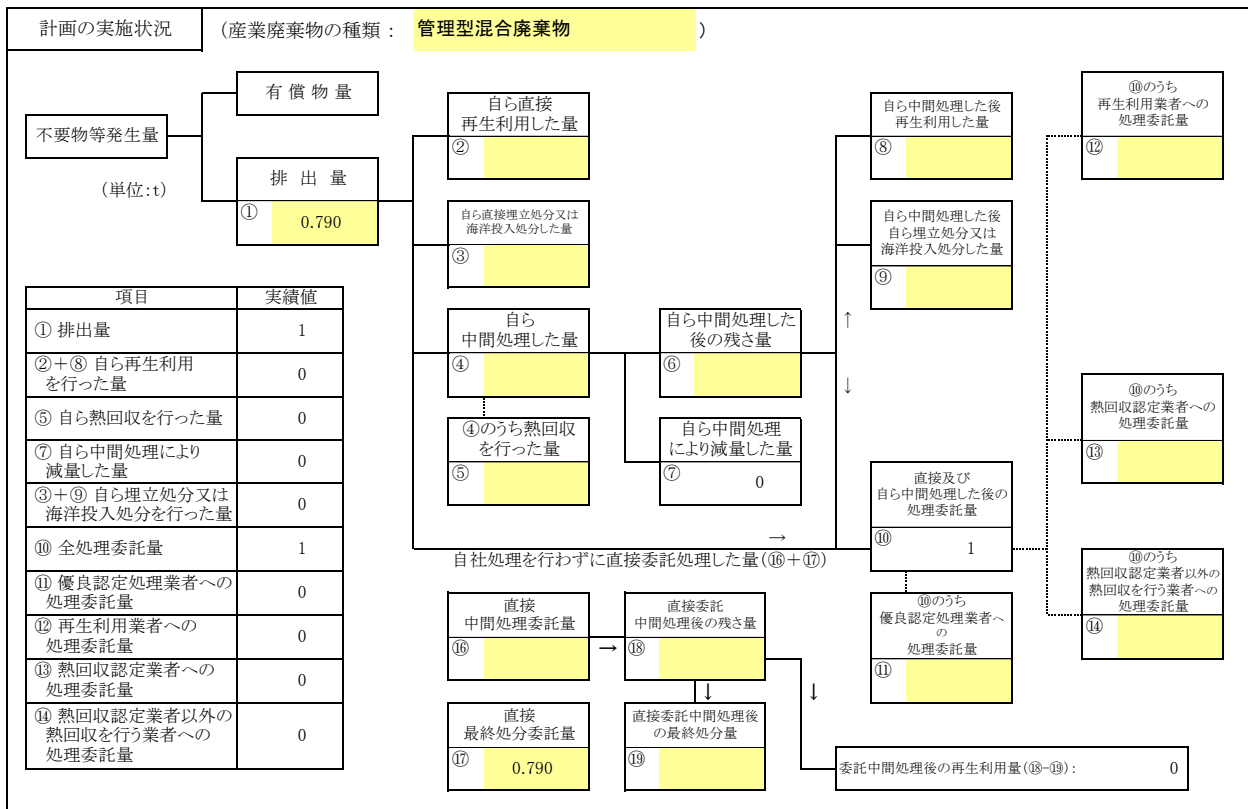 計画の実施状況
(産業廃棄物の種類： 管理型混合廃棄物 )
不要物等発生量
(単位:t)
有 償 物 量
排 出 量
① 0.790
自ら直接
再生利用した量
②
自ら直接埋立処分又は
海洋投入処分した量
③
自ら
中間処理した量
④
④のうち熱回収
を行った量
⑤
自ら中間処理した
後の残さ量
⑥
自ら中間処理
により減量した量
⑦ 0
自ら中間処理した後
再生利用した量
⑧
自ら中間処理した後
自ら埋立処分又は
海洋投入処分した量
⑨
↑
↓
直接及び
自ら中間処理した後の
処理委託量
⑩ 1
⑩のうち
優良認定処理業者へ
の
処理委託量
⑪
⑩のうち
再生利用業者への
処理委託量
⑫
⑩のうち
熱回収認定業者への
処理委託量
⑬
⑩のうち
熱回収認定業者以外の
熱回収を行う業者への
処理委託量
⑭
→
自社処理を行わずに直接委託処理した量(⑯+⑰)
直接
中間処理委託量
⑯
→
直接委託
中間処理後の残さ量
⑱
↓
↓
直接
最終処分委託量
⑰ 0.790
直接委託中間処理後
の最終処分量
⑲
委託中間処理後の再生利用量(⑱-⑲)： 0
項目 実績値
① 排出量 1
②+⑧ 自ら再生利用
を行った量 0
⑤ 自ら熱回収を行った量 0
⑦ 自ら中間処理により
減量した量 0
③+⑨ 自ら埋立処分又は
海洋投入処分を行った量 0
⑩ 全処理委託量 1
⑪ 優良認定処理業者への
処理委託量 0
⑫ 再生利用業者への
処理委託量 0
⑬ 熱回収認定業者への
処理委託量 0
⑭ 熱回収認定業者以外の
熱回収を行う業者への
処理委託量 0